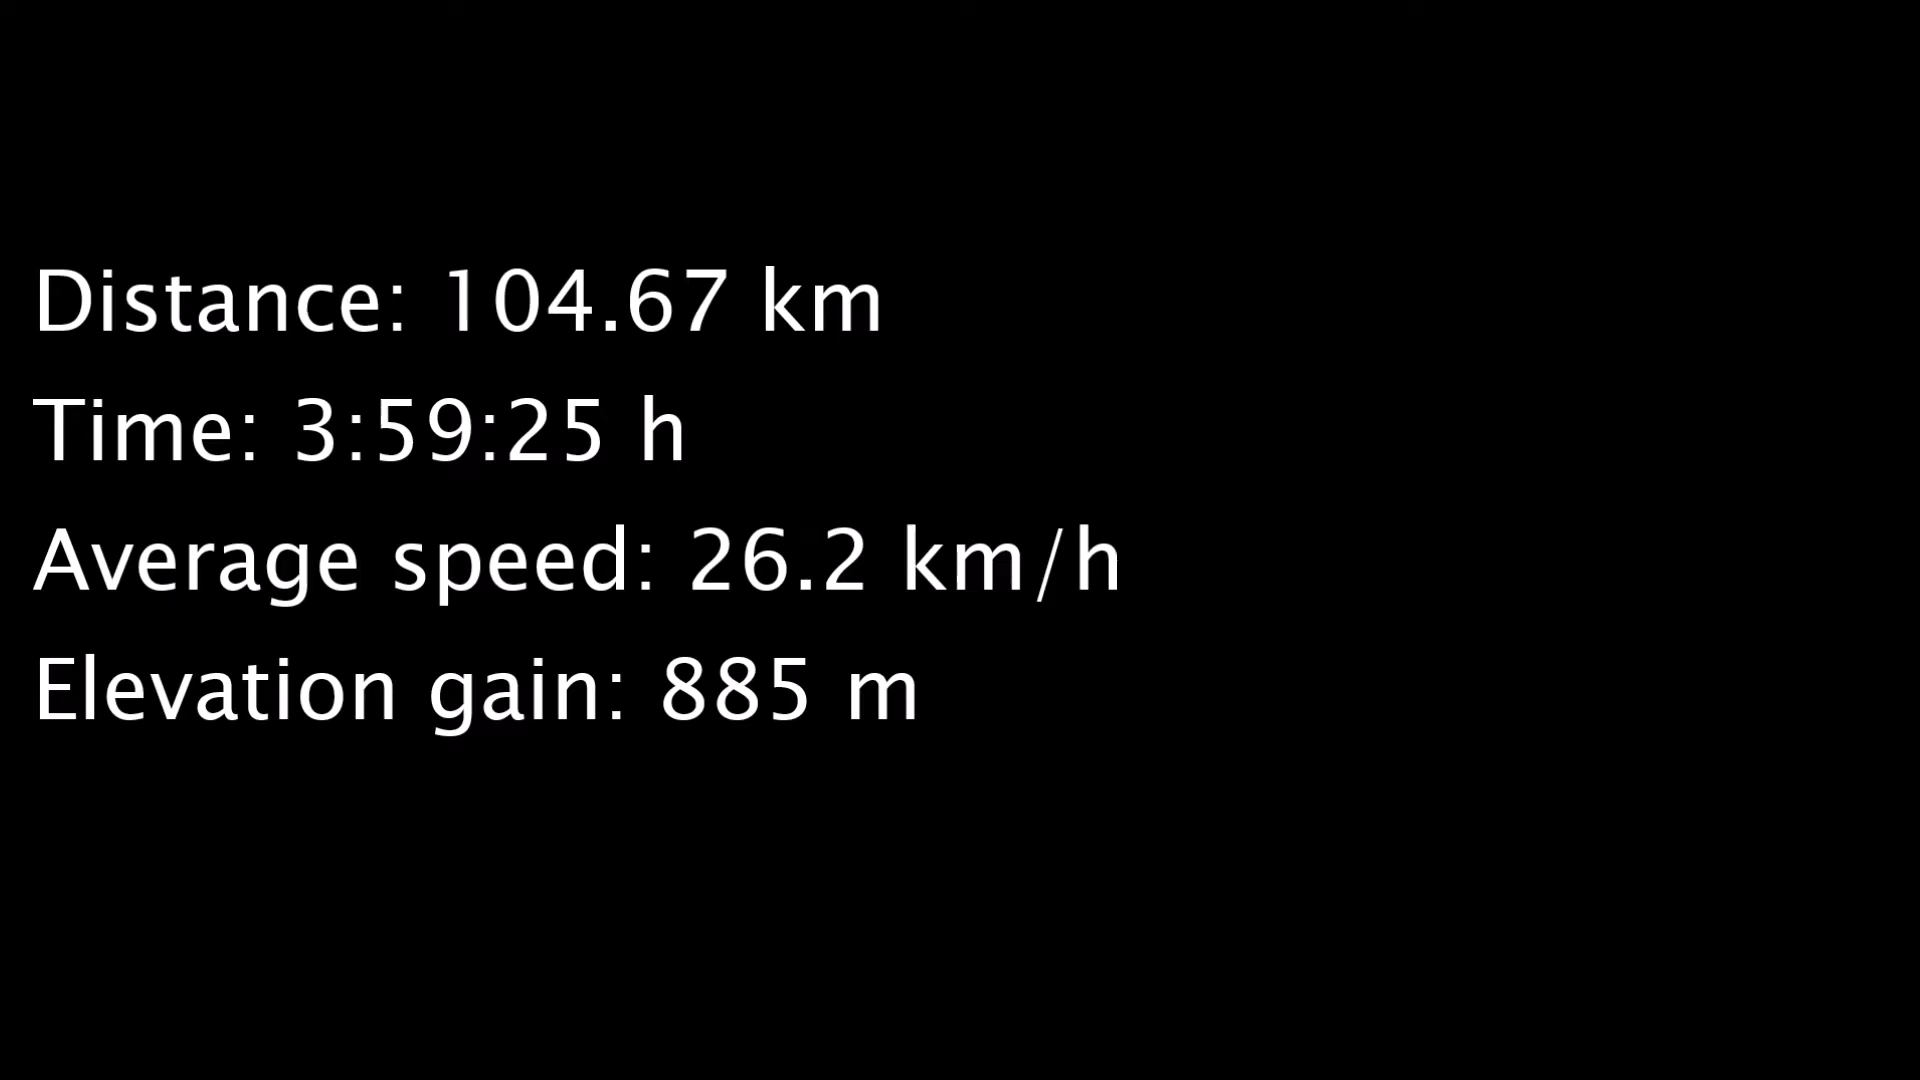 Distance: 104.67 km
Time: 3:59:25 h
Average speed: 26.2 km/h
Elevation gain: 885 m